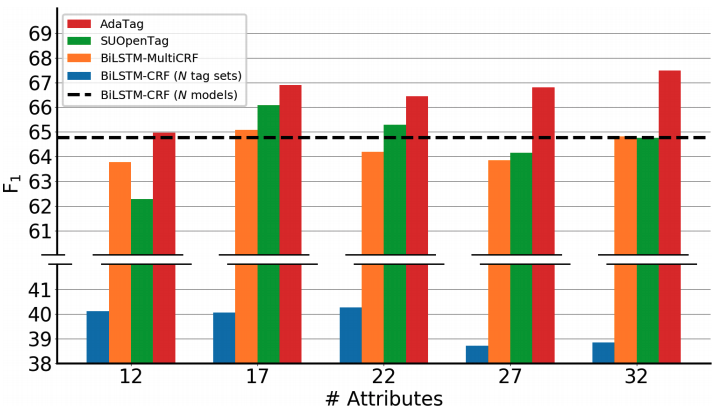 AdaTag
SUOpenTag
BiLSTM-MultiCRF
BiLSTM-CRF (N tag sets)
BiLSTM-CRF (N models)
F1
69
68
67
66
65
64
63
62
61
41
40
39
38
12 17 22 27 32
# Attributes